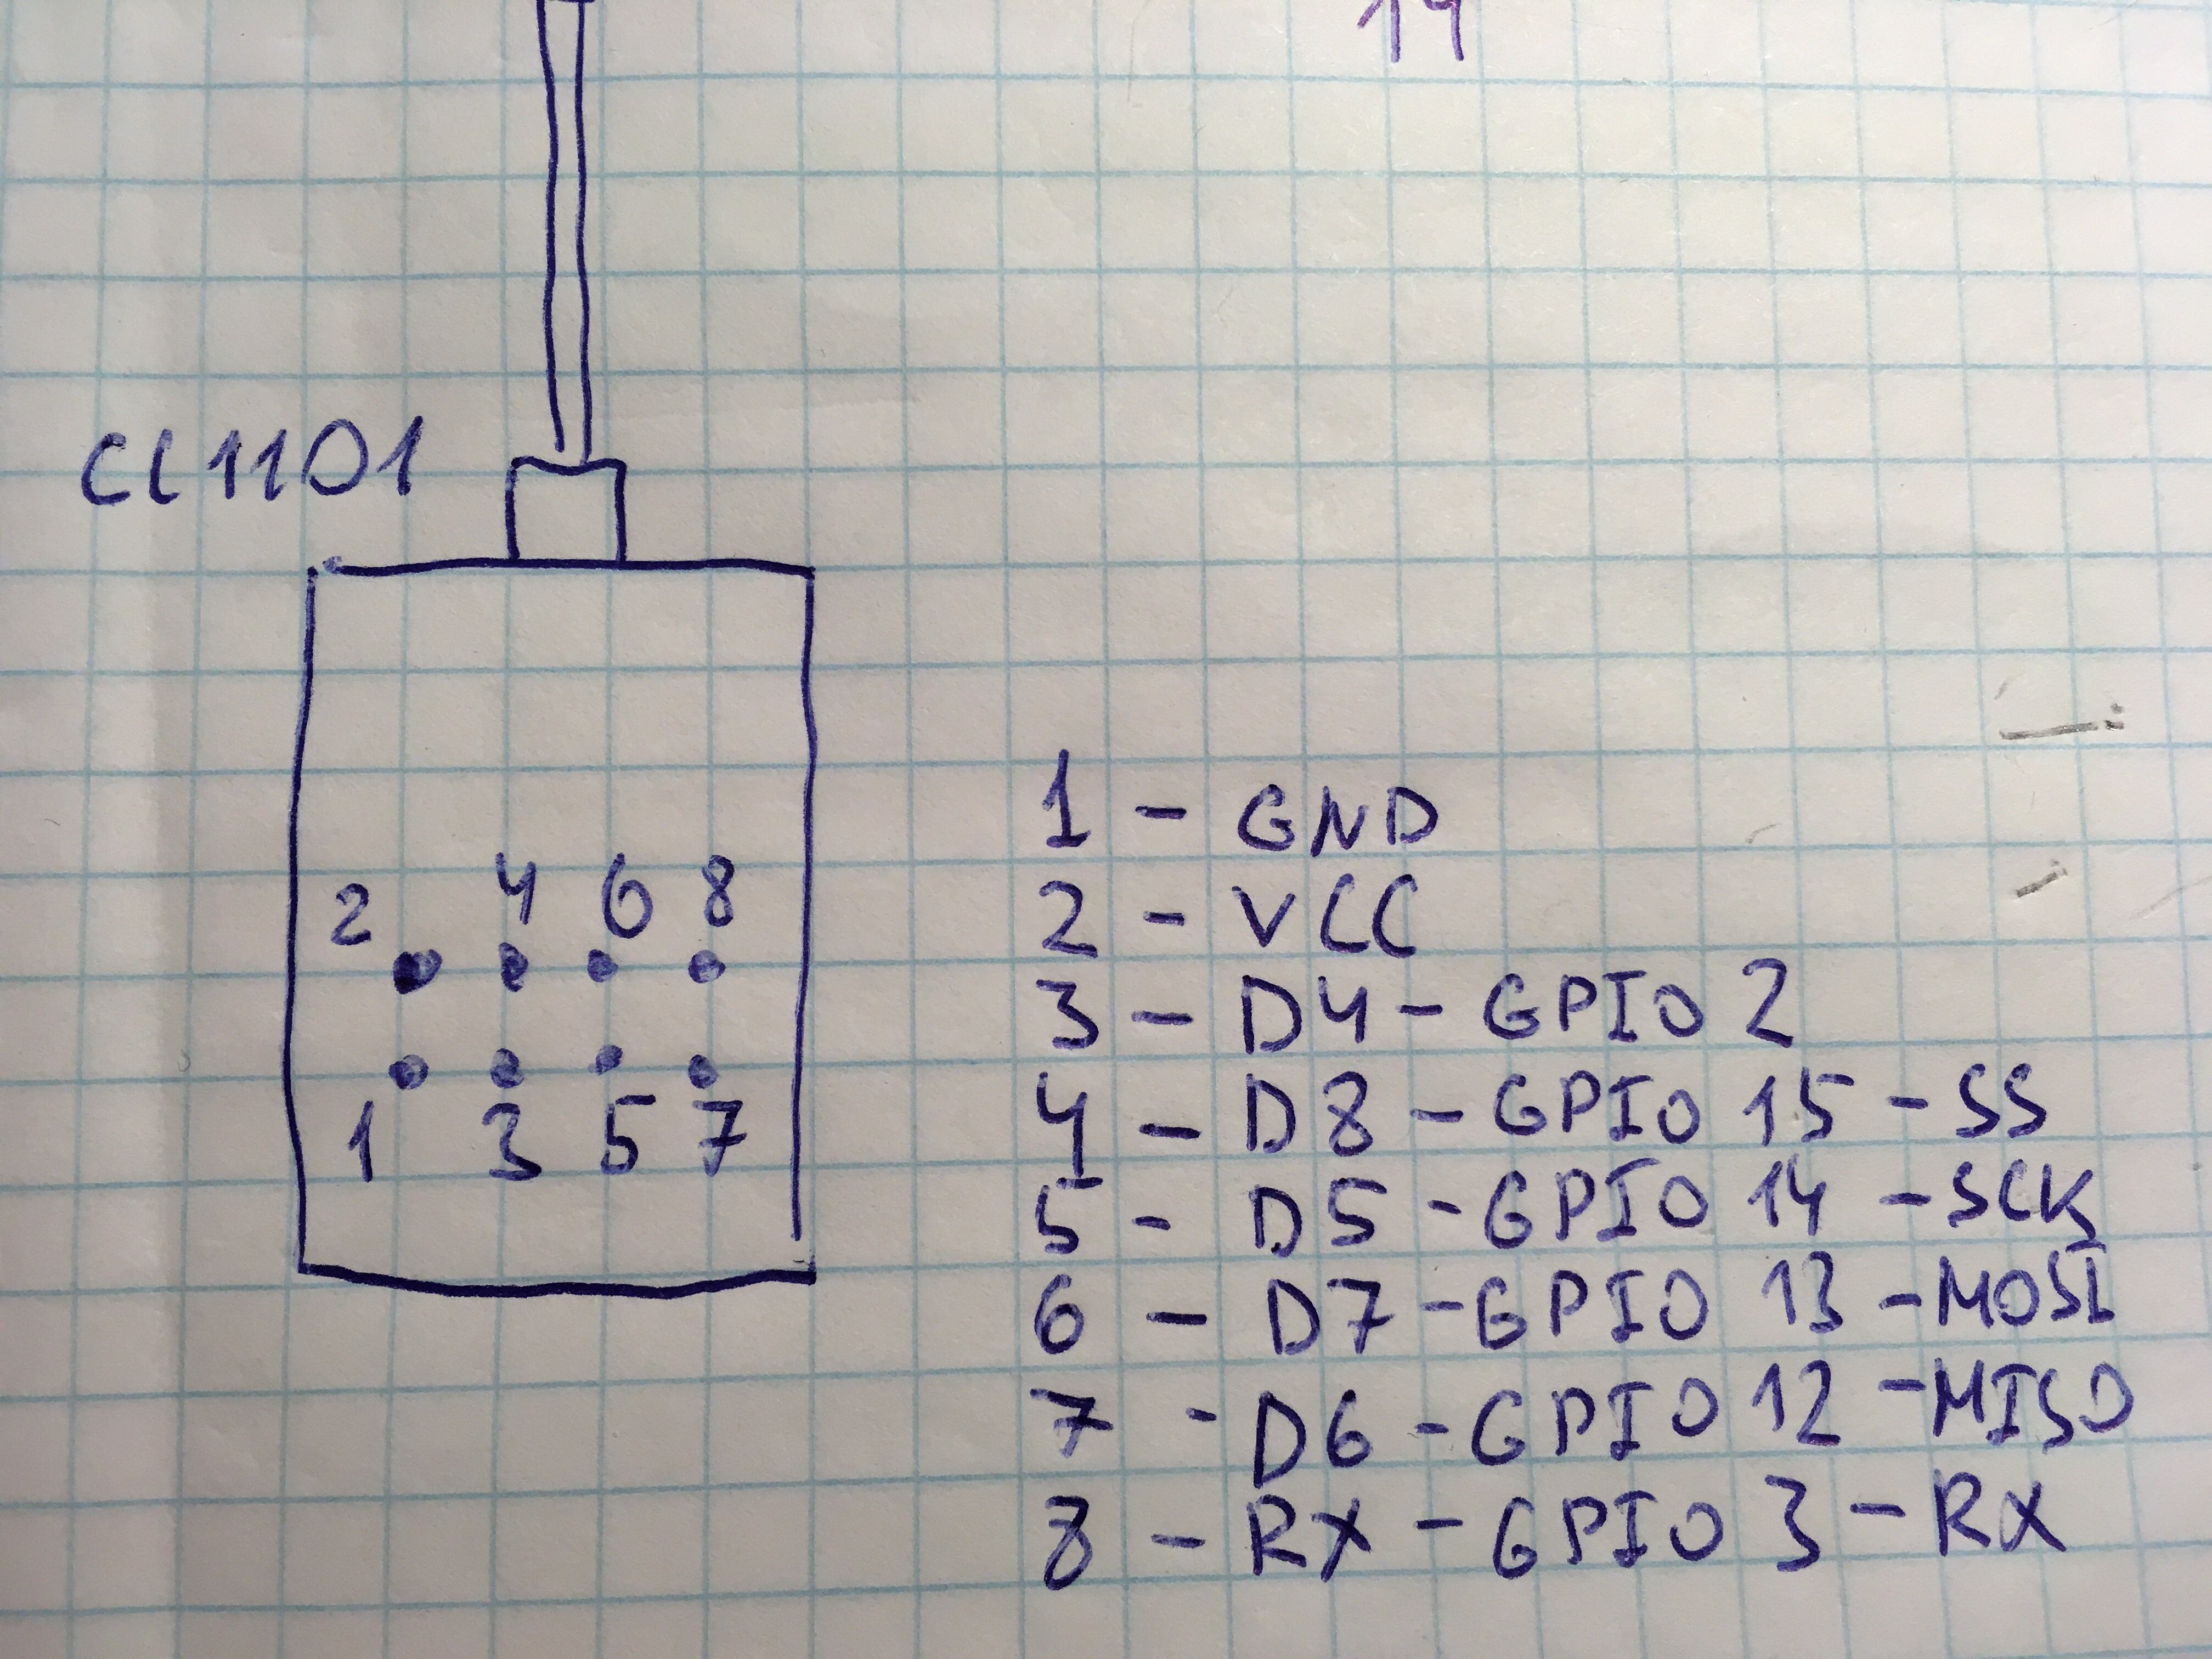 14
CC1101
2 4 6 8
1 3 5 7
1 - GND
2 - VCC
3 - D4 - GPIO 2
4 - D8 - GPIO 15 - SS
5 - D5 - GPIO 14 - SCK
6 - D7 - GPIO 13 - MOSI
7 - D6 - GPIO 12 - MISO
8 - RX - GPIO 3 - RX